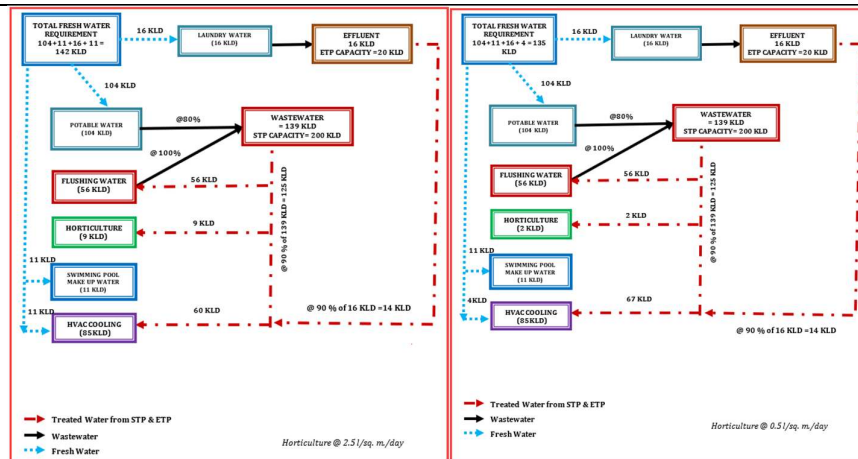 TOTAL FRESH WATER
REQUIREMENT
104+11 +16 + 11 =
142 KLD
16 KLD
LAUNDRY WATER
(16 KLD)
EFFLUENT
16 KLD
ETP CAPACITY =20 KLD
104 KLD
POTABLE WATER
(104 KLD)
@80%
WASTEWATER
= 139 KLD
STP CAPACITY= 200 KLD
@ 100%
FLUSHING WATER
(56 KLD)
56 KLD
@ 90 % of 139 KLD = 125 KLD
HORTICULTURE
(9 KLD)
9 KLD
11 KLD
SWIMMING POOL
MAKE UP WATER
(11 KLD)
11 KLD
HVAC COOLING
(85KLD)
60 KLD
@ 90 % of 16 KLD =14 KLD
Treated Water from STP & ETP
Wastewater
Fresh Water
Horticulture @ 2.5 l/sq. m./day
TOTAL FRESH WATER
REQUIREMENT
104+11 +16 + 4 = 135
KLD
16 KLD
LAUNDRY WATER
(16 KLD)
EFFLUENT
16 KLD
ETP CAPACITY =20 KLD
104 KLD
POTABLE WATER
(104 KLD)
@80%
WASTEWATER
= 139 KLD
STP CAPACITY= 200 KLD
@ 100%
FLUSHING WATER
(56 KLD)
56 KLD
@ 90 % of 139 KLD = 125 KLD
HORTICULTURE
(2 KLD)
2 KLD
11 KLD
SWIMMING POOL
MAKE UP WATER
(11 KLD)
4KLD
HVAC COOLING
(85KLD)
67 KLD
@ 90 % of 16 KLD =14 KLD
Treated Water from STP & ETP
Wastewater
Fresh Water
Horticulture @ 0.5 l/sq. m./day